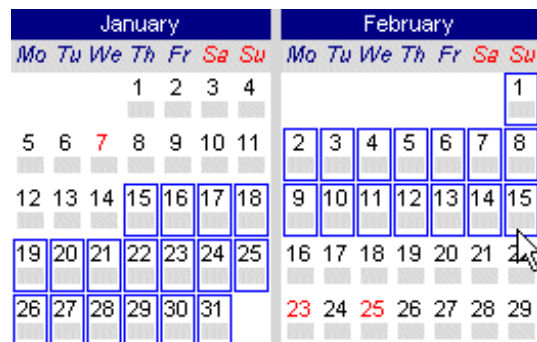 January February
Mo Tu We Th Fr Sa Su Mo Tu We Th Fr Sa Su
1 2 3 4 1
5 6 7 8 9 10 11 2 3 4 5 6 7 8
12 13 14 15 16 17 18 9 10 11 12 13 14 15
19 20 21 22 23 24 25 16 17 18 19 20 21
26 27 28 29 30 31 23 24 25 26 27 28 29